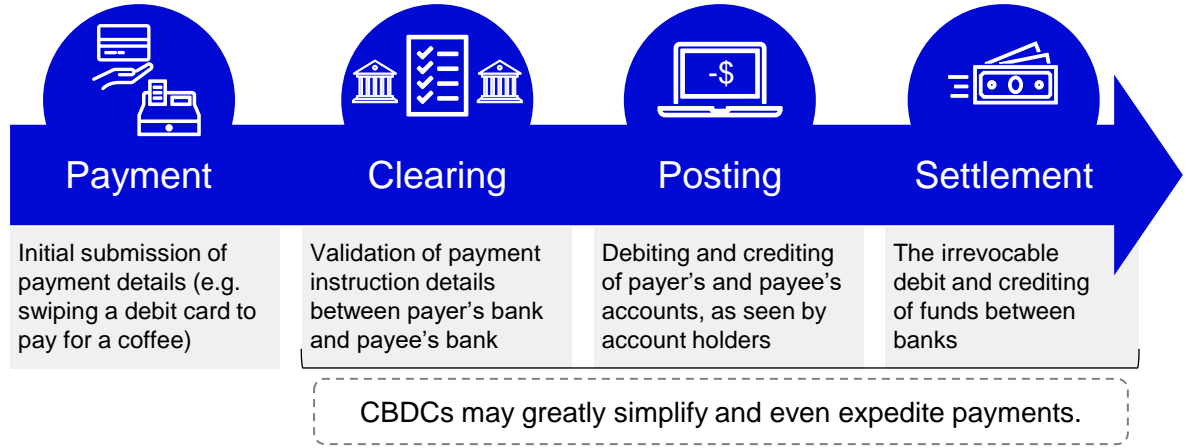 -$
Payment
Clearing
Posting
Settlement
Initial submission of
payment details (e.g.
swiping a debit card to
pay for a coffee)
Validation of payment
instruction details
between payer’s bank
and payee’s bank
Debiting and crediting
of payer’s and payee’s
accounts, as seen by
account holders
The irrevocable
debit and crediting
of funds between
banks
CBDCs may greatly simplify and even expedite payments.